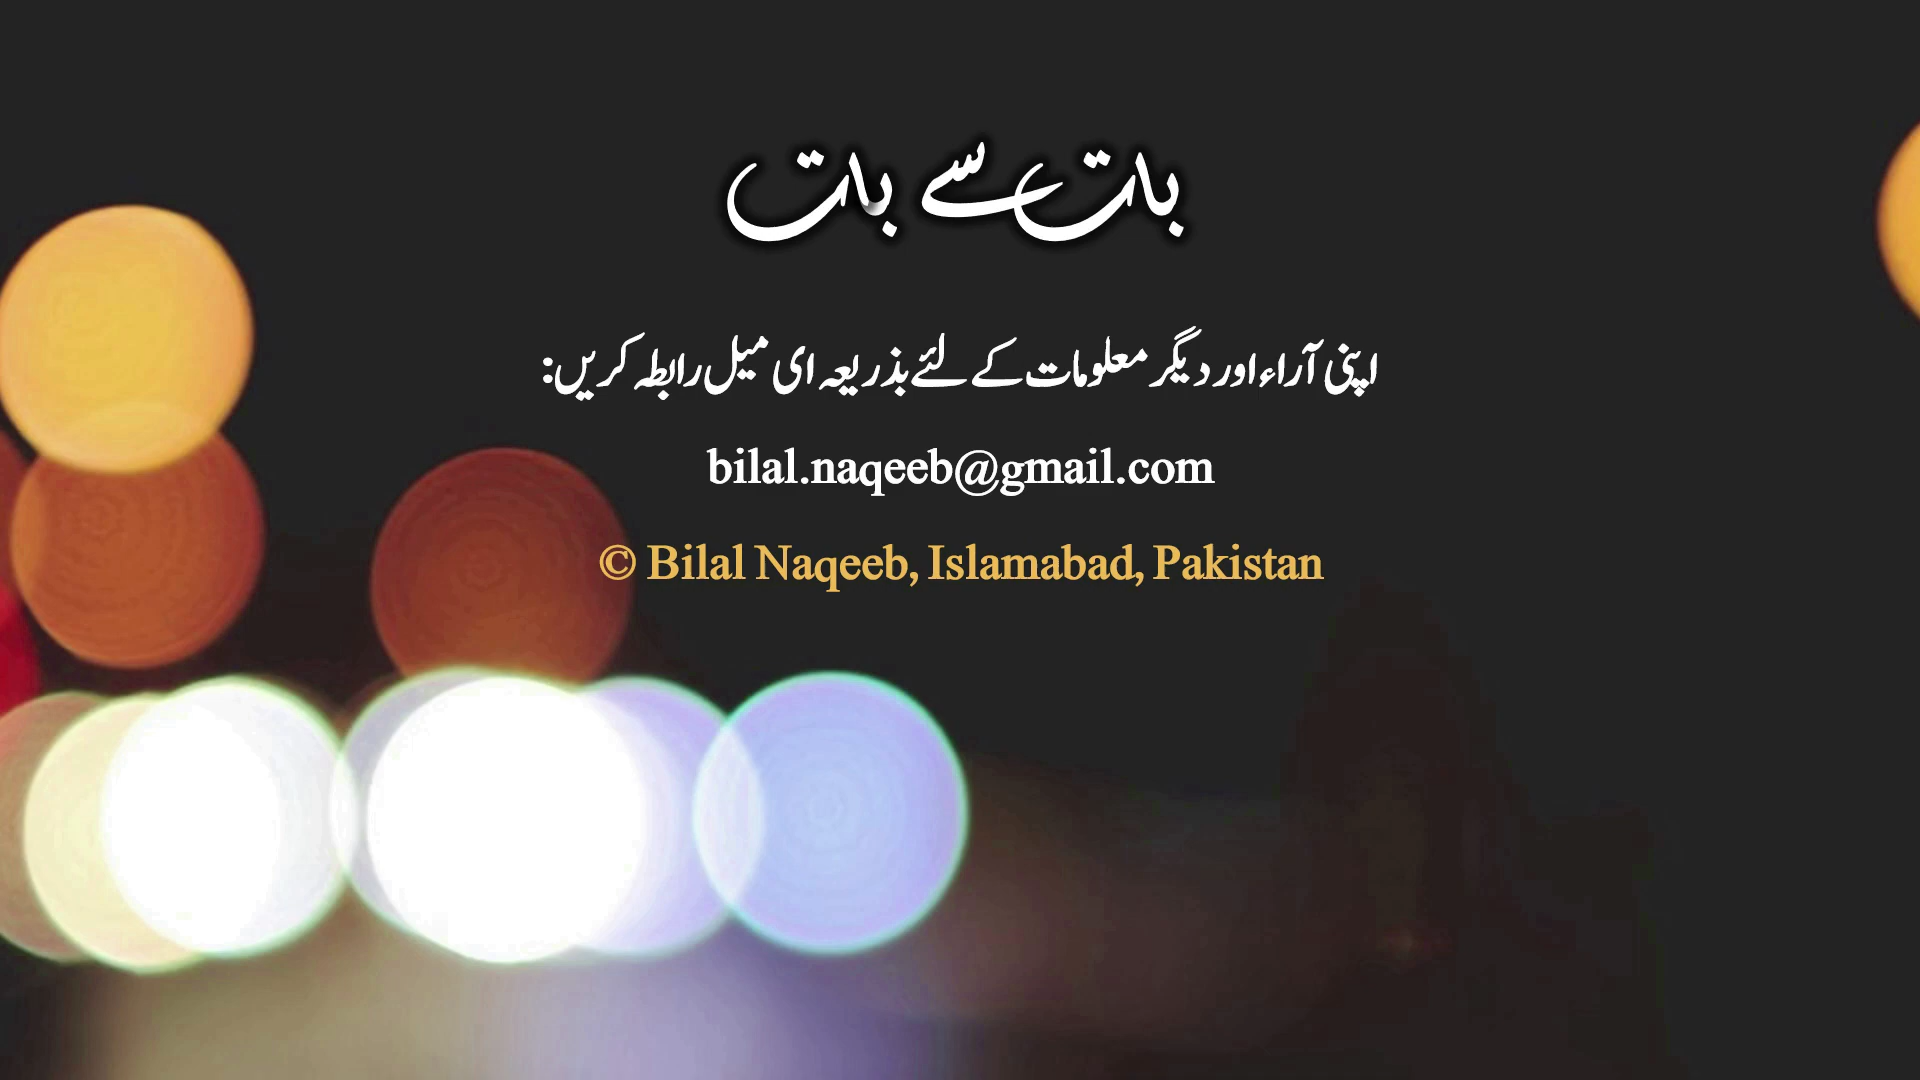 بات سے بات
اپنی آراء اور دیگر معلومات کے لئے بذریعہ ای میل رابطہ کریں:
bilal.naqeeb@gmail.com
© Bilal Naqeeb, Islamabad, Pakistan